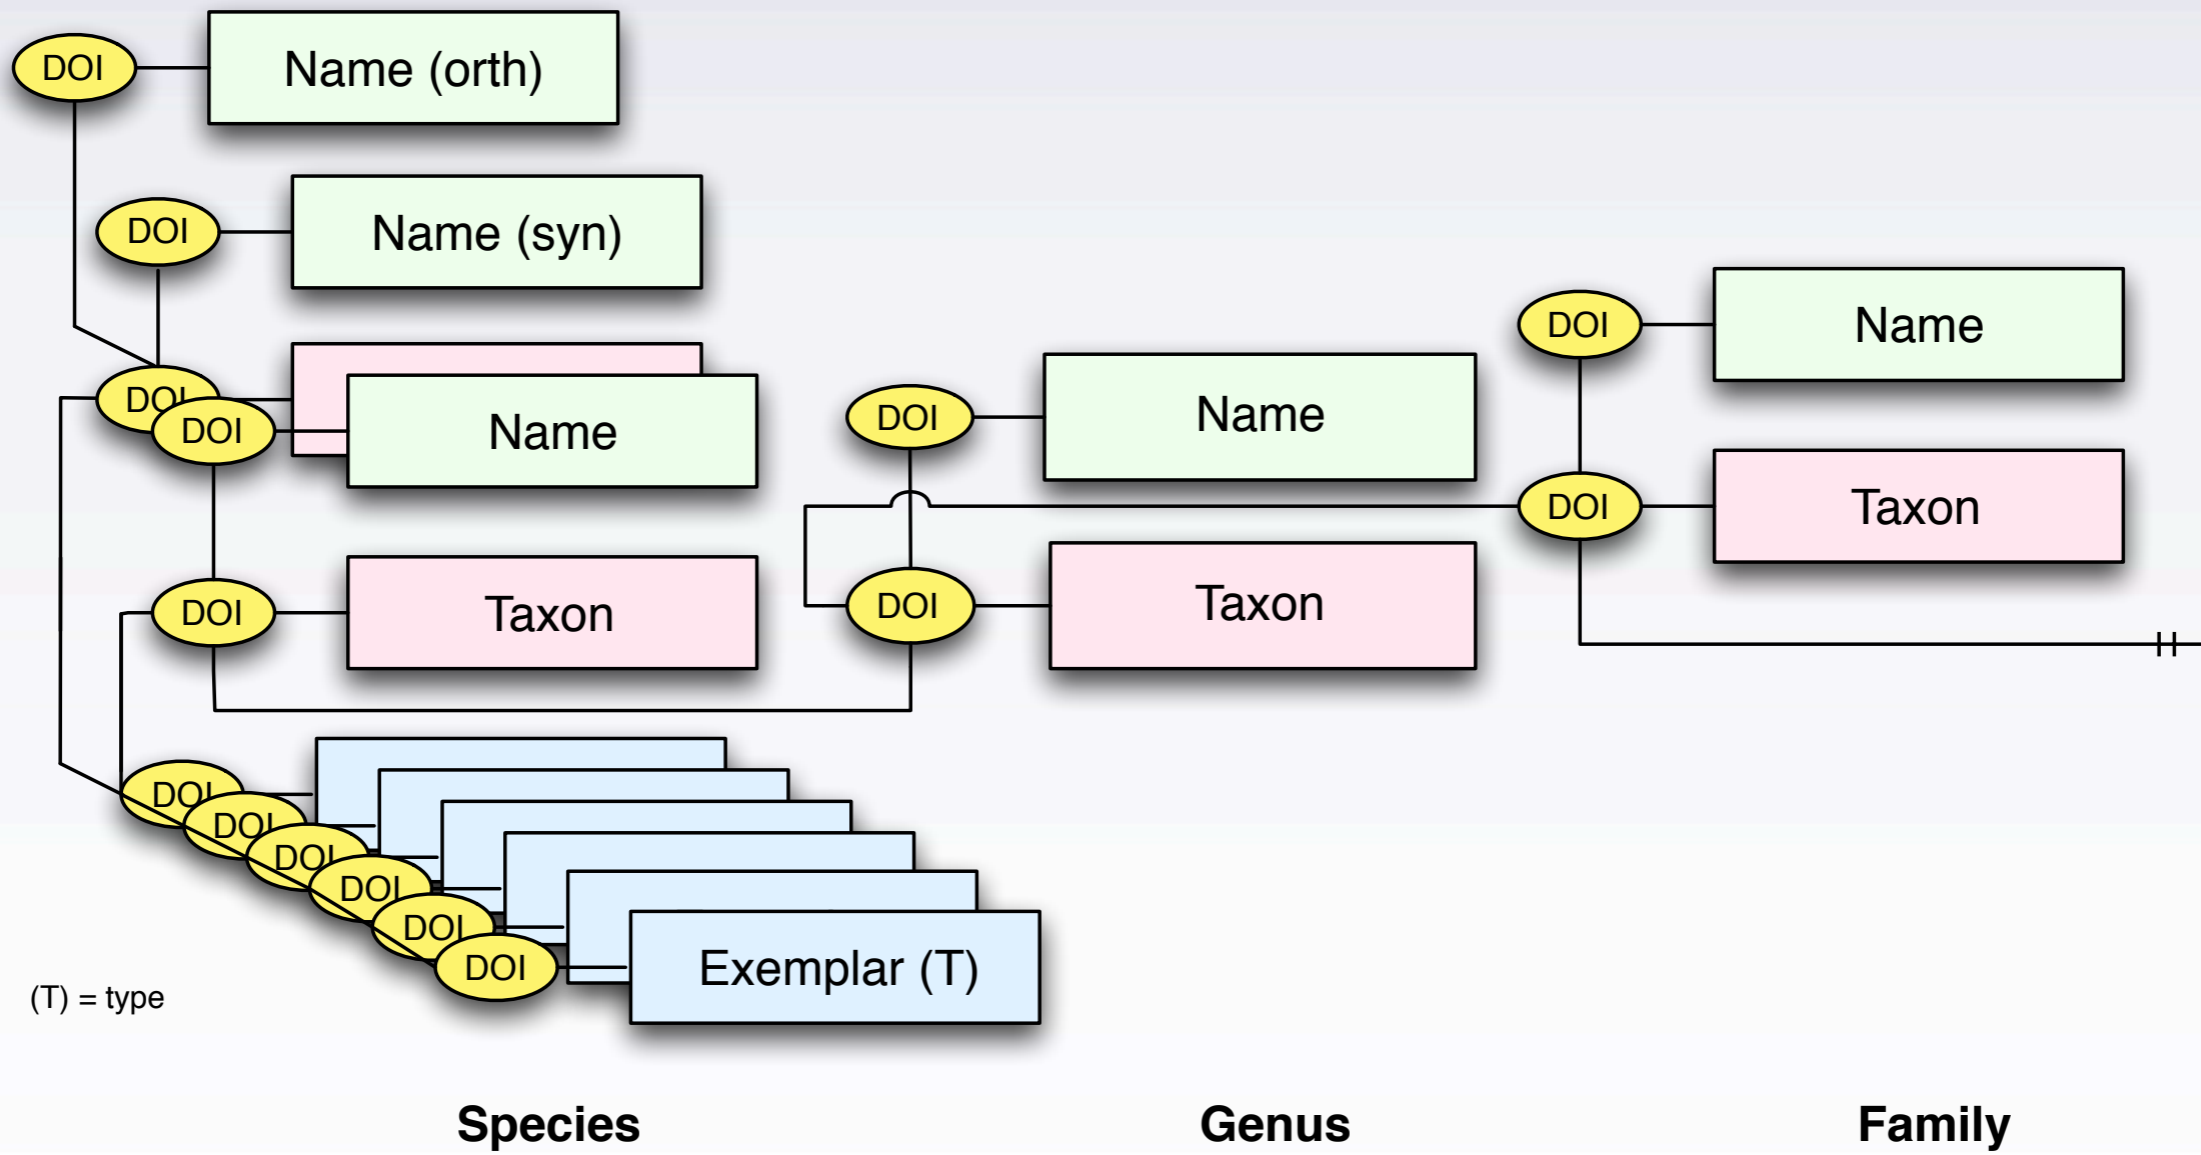 DOI
Name (orth)
DOI
Name (syn)
DOI
DOI
Name
DOI
Taxon
DOI
DOI
DOI
DOI
DOI
DOI
Exemplar (T)
(T) = type
Species
DOI
Name
DOI
Taxon
Genus
DOI
Name
DOI
Taxon
Family